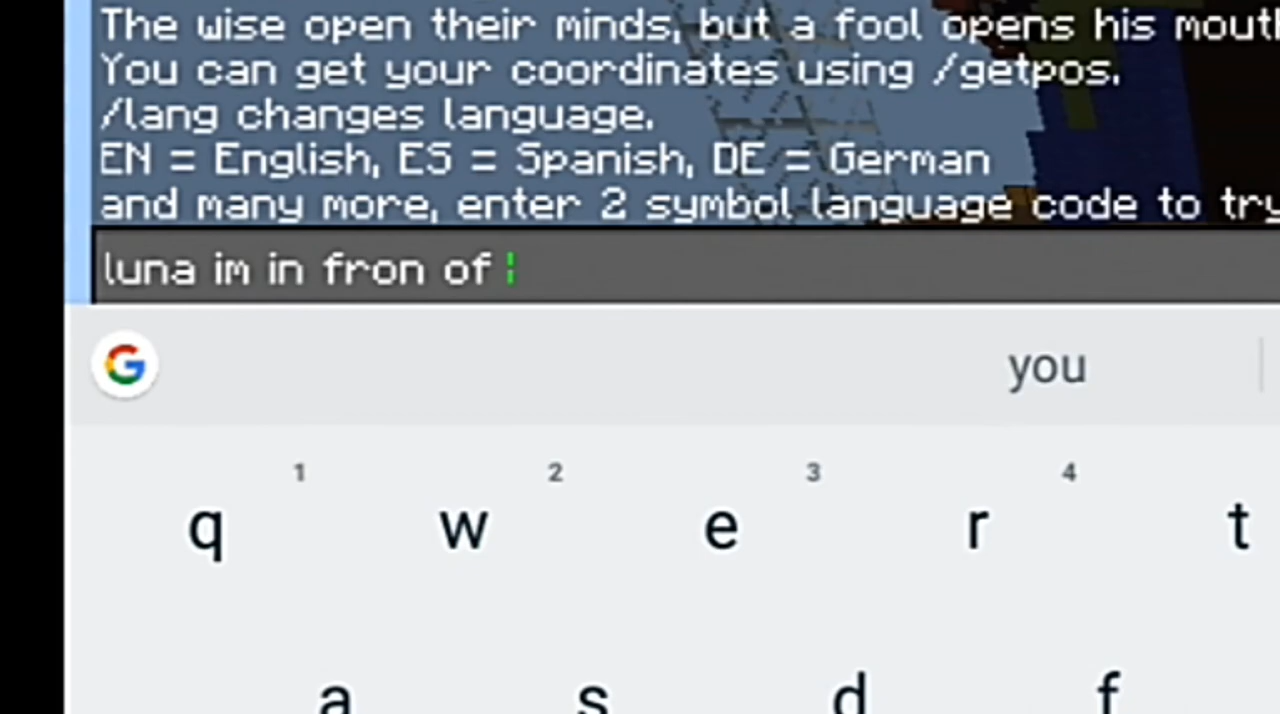 The wise open their minds, but a fool opens his mouth
You can get your coordinates using /getpos.
/lang changes language.
EN = English, ES = Spanish, DE = German
and many more, enter 2 symbol language code to try
luna im in fron of
you
1 2 3 4
q w e r t
a s d f